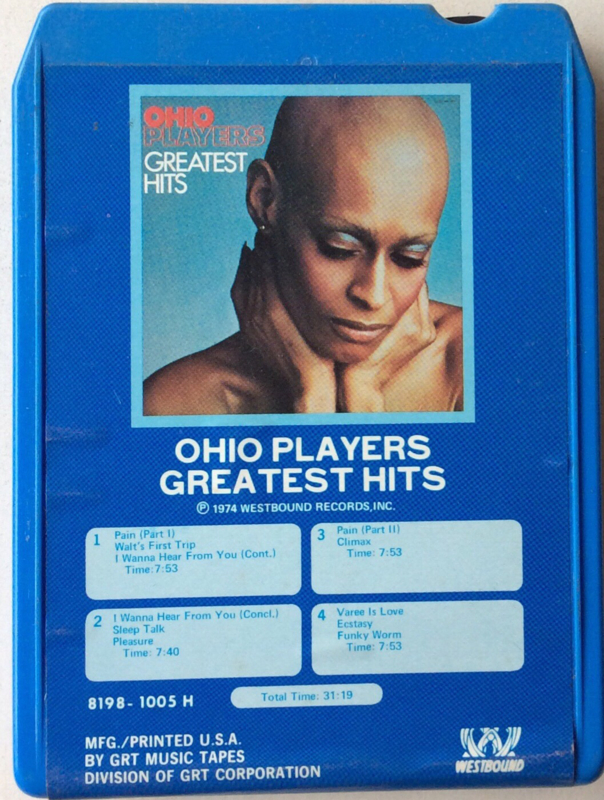 OHIO
PLAYERS
GREATEST
HITS
OHIO PLAYERS
GREATEST HITS
℗ 1974 WESTBOUND RECORDS, INC.
1 Pain (Part I)
Walt's First Trip
I Wanna Hear From You (Cont.)
Time: 7:53
2 I Wanna Hear From You (Concl.)
Sleep Talk
Pleasure
Time: 7:40
3 Pain (Part II)
Climax
Time: 7:53
4 Varee Is Love
Ecstasy
Funky Worm
Time: 7:53
8198-1005 H
Total Time: 31:19
MFG./PRINTED U.S.A.
BY GRT MUSIC TAPES
DIVISION OF GRT CORPORATION
WESTBOUND